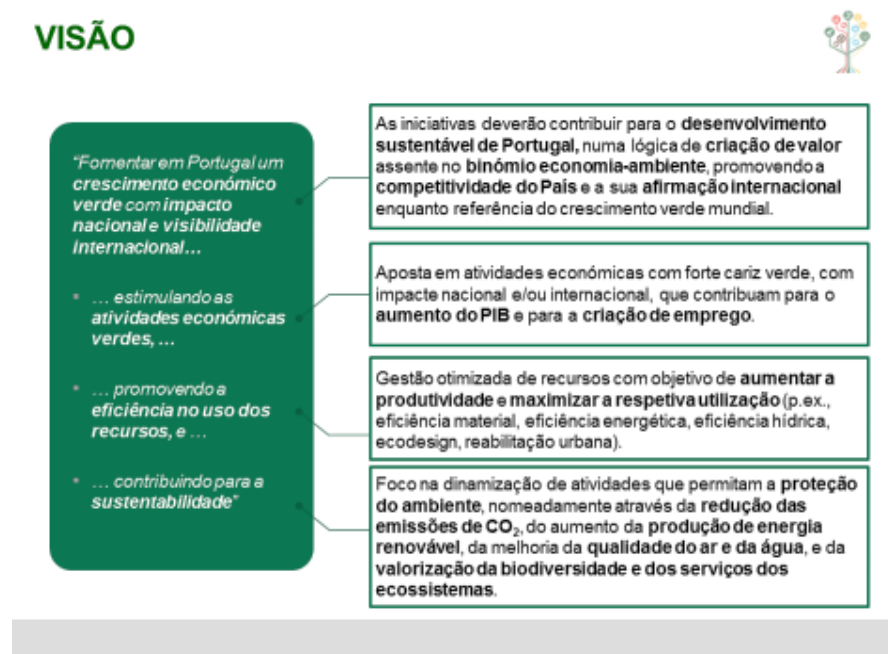 VISÃO
“Fomentar em Portugal um
crescimento económico
verde com impacto
nacional e visibilidade
internacional…
▪ … estimulando as
atividades económicas
verdes, …
▪ … promovendo a
eficiência no uso dos
recursos, e …
▪ … contribuindo para a
sustentabilidade”
As iniciativas deverão contribuir para o desenvolvimento
sustentável de Portugal, numa lógica de criação de valor
assente no binómio economia-ambiente, promovendo a
competitividade do País e a sua afirmação internacional
enquanto referência do crescimento verde mundial.
Aposta em atividades económicas com forte cariz verde, com
impacte nacional e/ou internacional, que contribuam para o
aumento do PIB e para a criação de emprego.
Gestão otimizada de recursos com objetivo de aumentar a
produtividade e maximizar a respetiva utilização (p.ex.,
eficiência material, eficiência energética, eficiência hídrica,
ecodesign, reabilitação urbana).
Foco na dinamização de atividades que permitam a proteção
do ambiente, nomeadamente através da redução das
emissões de CO₂, do aumento da produção de energia
renovável, da melhoria da qualidade do ar e da água, e da
valorização da biodiversidade e dos serviços dos
ecossistemas.